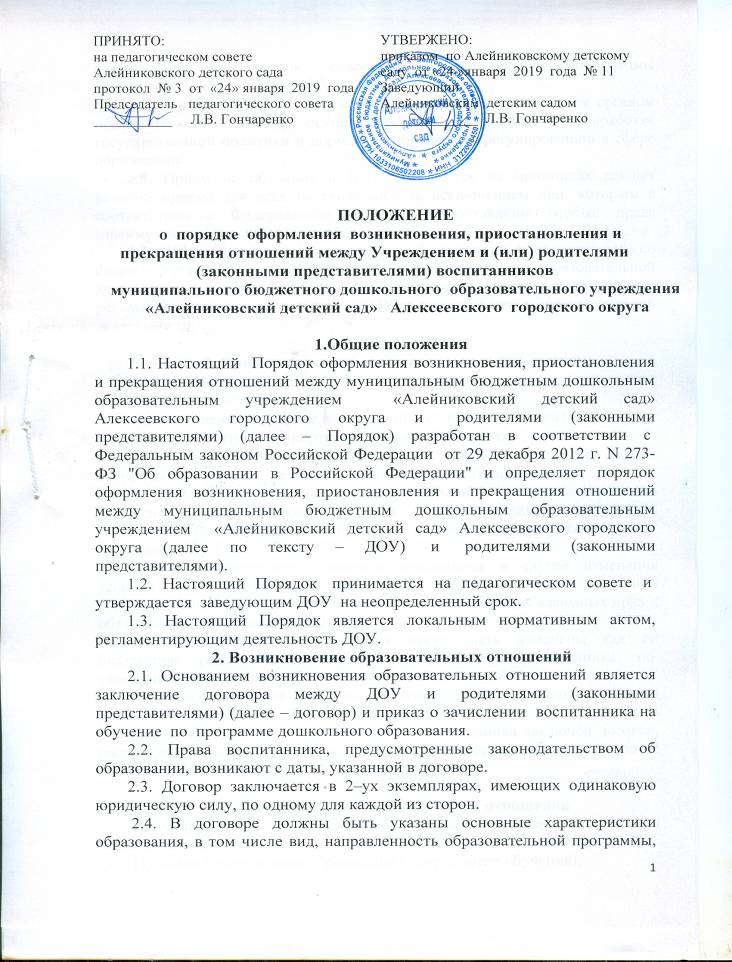 ПРИНЯТО:
на педагогическом совете
Алейниковского детского сада
протокол № 3 от «24» января 2019 года
Председатель педагогического совета
Л.В. Гончаренко
УТВЕРЖЕНО:
приказом по Алейниковскому детскому
саду от «24» января 2019 года № 11
Заведующий
Алейниковским детским садом
Л.В. Гончаренко
ПОЛОЖЕНИЕ
о порядке оформления возникновения, приостановления и
прекращения отношений между Учреждением и (или) родителями
(законными представителями) воспитанников
муниципального бюджетного дошкольного образовательного учреждения
«Алейниковский детский сад» Алексеевского городского округа
1.Общие положения
1.1. Настоящий Порядок оформления возникновения, приостановления
и прекращения отношений между муниципальным бюджетным дошкольным
образовательным учреждением «Алейниковский детский сад»
Алексеевского городского округа и родителями (законными
представителями) (далее – Порядок) разработан в соответствии с
Федеральным законом Российской Федерации от 29 декабря 2012 г. N 273-
ФЗ "Об образовании в Российской Федерации" и определяет порядок
оформления возникновения, приостановления и прекращения отношений
между муниципальным бюджетным дошкольным образовательным
учреждением «Алейниковский детский сад» Алексеевского городского
округа (далее по тексту – ДОУ) и родителями (законными
представителями).
1.2. Настоящий Порядок принимается на педагогическом совете и
утверждается заведующим ДОУ на неопределенный срок.
1.3. Настоящий Порядок является локальным нормативным актом,
регламентирующим деятельность ДОУ.
2. Возникновение образовательных отношений
2.1. Основанием возникновения образовательных отношений является
заключение договора между ДОУ и родителями (законными
представителями) (далее – договор) и приказ о зачислении воспитанника на
обучение по программе дошкольного образования.
2.2. Права воспитанника, предусмотренные законодательством об
образовании, возникают с даты, указанной в договоре.
2.3. Договор заключается в 2–ух экземплярах, имеющих одинаковую
юридическую силу, по одному для каждой из сторон.
2.4. В договоре должны быть указаны основные характеристики
образования, в том числе вид, направленность образовательной программы,
1